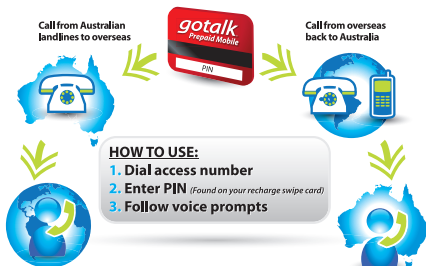 Call from Australian
landlines to overseas
gotalk
Prepaid Mobile
PIN
Call from overseas
back to Australia
HOW TO USE:
1. Dial access number
2. Enter PIN (Found on your recharge swipe card)
3. Follow voice prompts